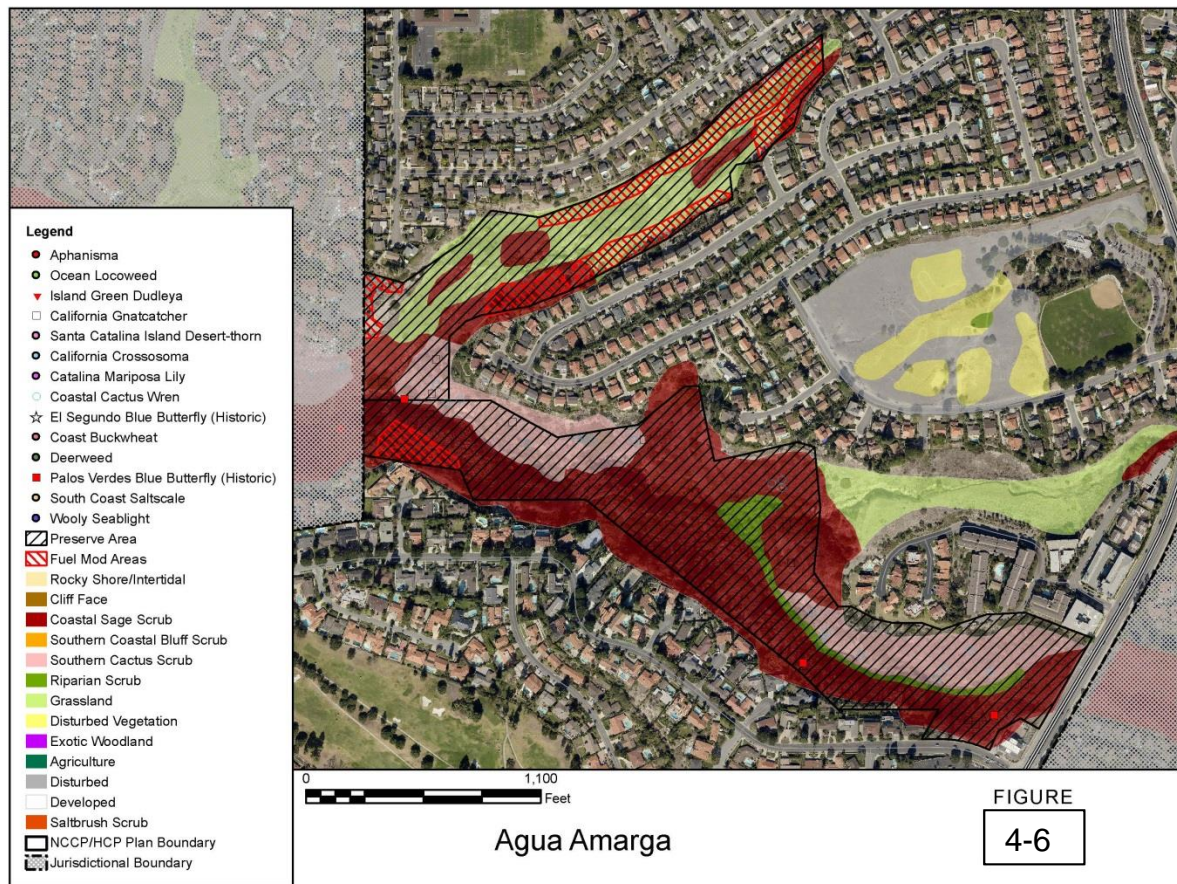 Legend
Aphanisma
Ocean Locoweed
Island Green Dudleya
California Gnatcatcher
Santa Catalina Island Desert-thorn
California Crossosoma
Catalina Mariposa Lily
Coastal Cactus Wren
El Segundo Blue Butterfly (Historic)
Coast Buckwheat
Deerweed
Palos Verdes Blue Butterfly (Historic)
South Coast Saltscale
Wooly Seablight
Preserve Area
Fuel Mod Areas
Rocky Shore/Intertidal
Cliff Face
Coastal Sage Scrub
Southern Coastal Bluff Scrub
Southern Cactus Scrub
Riparian Scrub
Grassland
Disturbed Vegetation
Exotic Woodland
Agriculture
Disturbed
Developed
Saltbrush Scrub
NCCP/HCP Plan Boundary
Jurisdictional Boundary
0 1,100
Feet
Agua Amarga
FIGURE
4-6